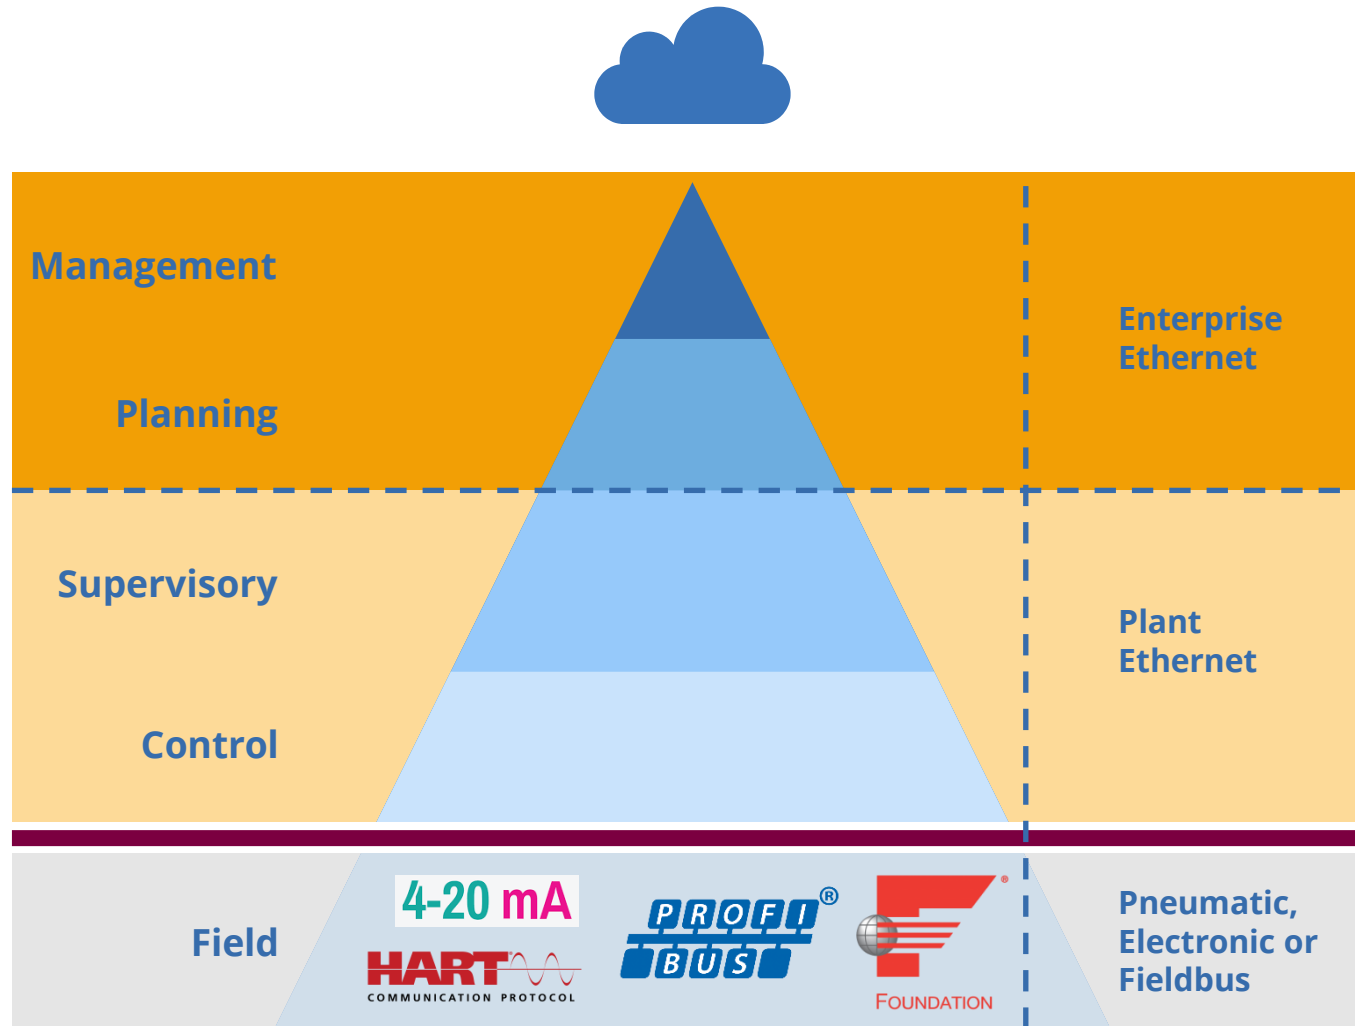 Management
Enterprise
Ethernet
Planning
Supervisory
Plant
Ethernet
Control
Field
4-20 mA
HART®
COMMUNICATION PROTOCOL
PROFI®
BUS
®
FOUNDATION
Pneumatic,
Electronic or
Fieldbus